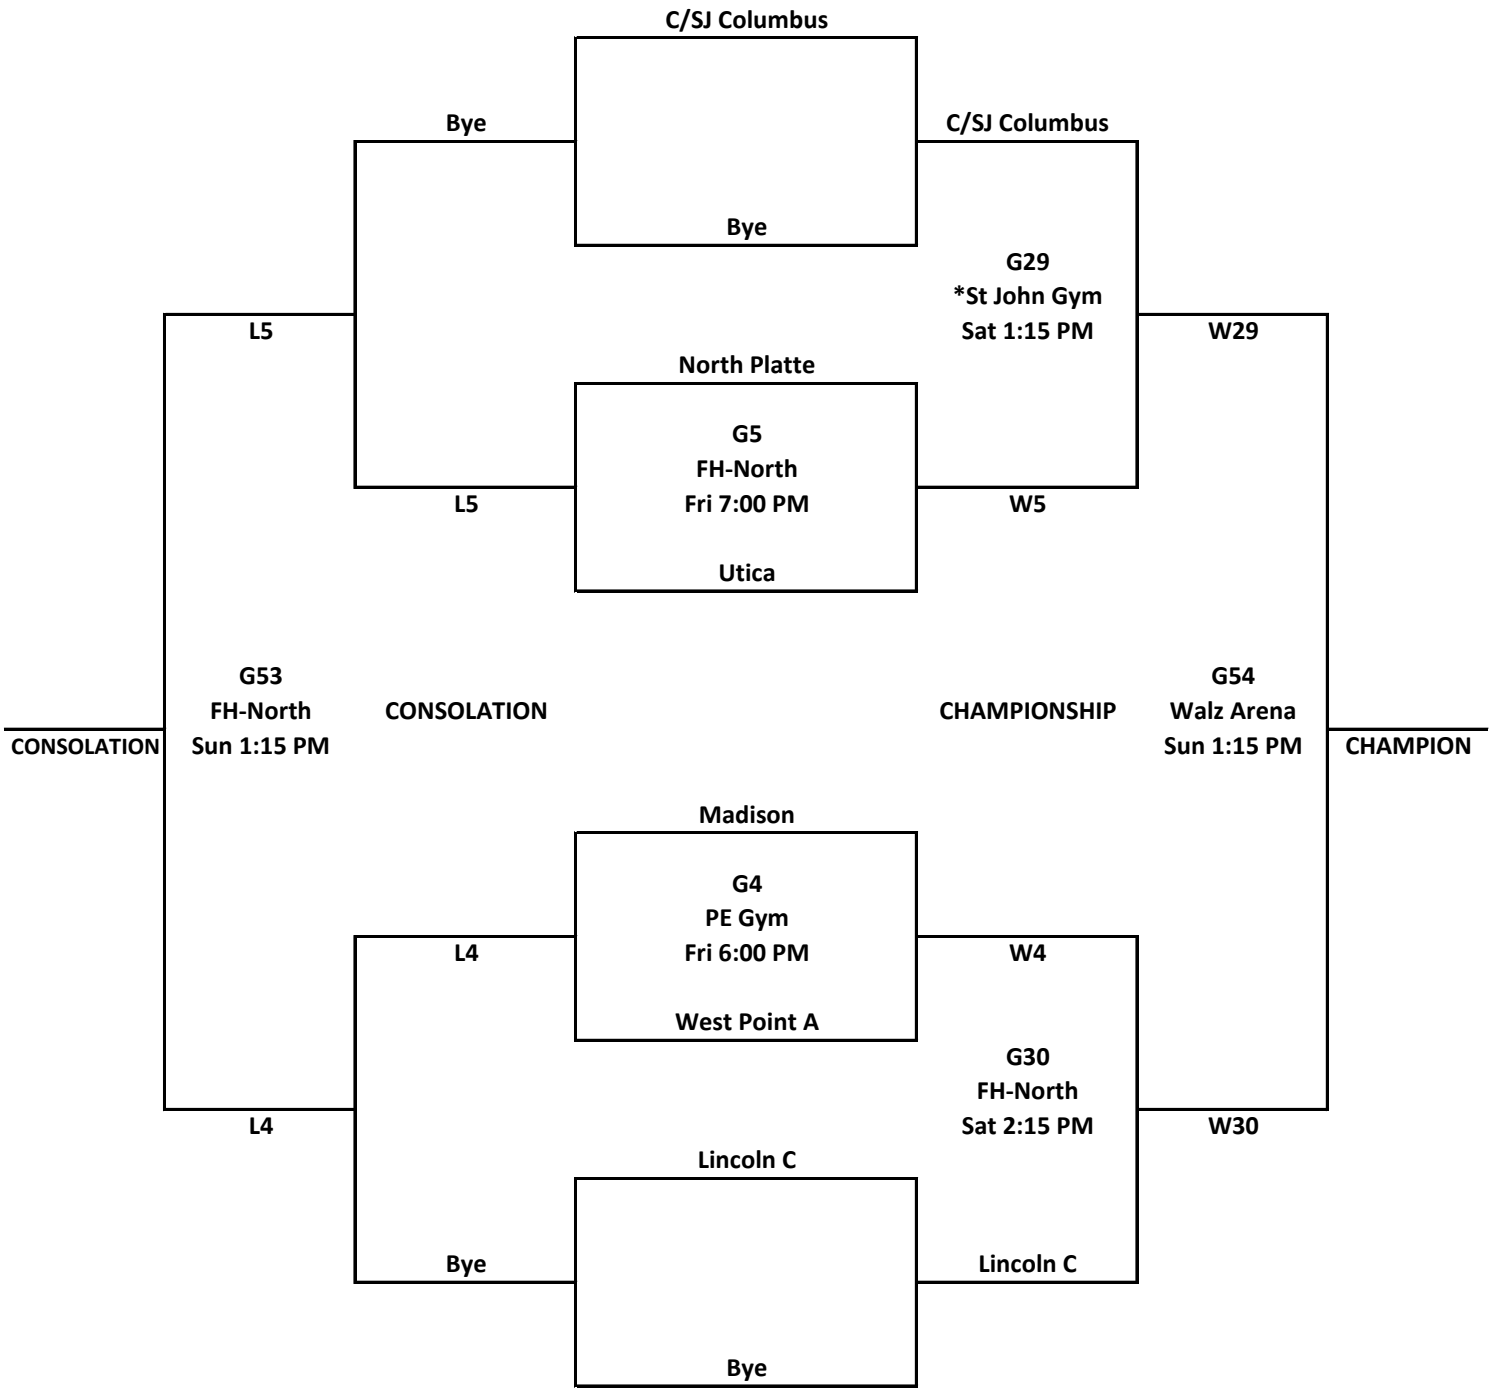 C/SJ Columbus
Bye
C/SJ Columbus
Bye
G29
*St John Gym
Sat 1:15 PM
L5
W29
North Platte
G5
FH-North
Fri 7:00 PM
L5
W5
Utica
G53
FH-North
Sun 1:15 PM
CONSOLATION
CONSOLATION
CHAMPIONSHIP
G54
Walz Arena
Sun 1:15 PM
CHAMPION
Madison
G4
PE Gym
Fri 6:00 PM
L4
W4
West Point A
G30
FH-North
Sat 2:15 PM
L4
W30
Lincoln C
Bye
Lincoln C
Bye